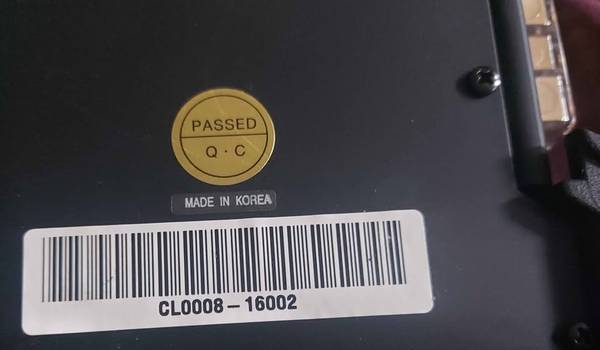 PASSED
Q · C
MADE IN KOREA
CL0008-16002